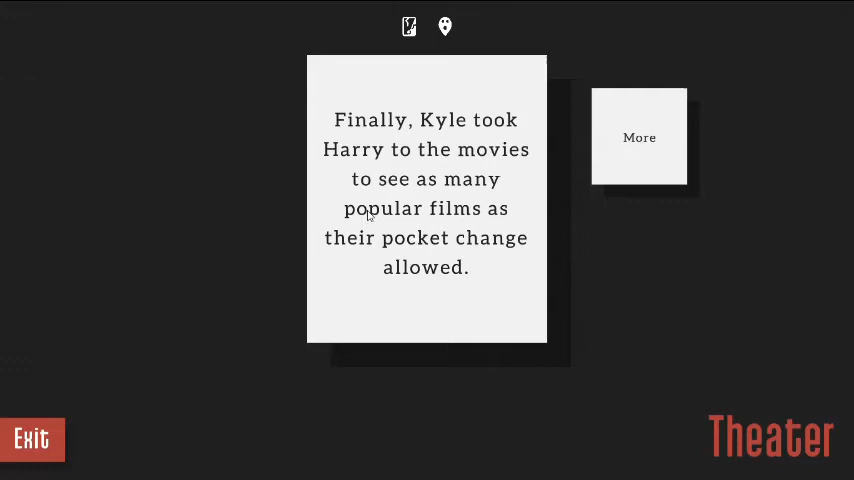 Finally, Kyle took
Harry to the movies
to see as many
popular films as
their pocket change
allowed.
More
Exit
Theater